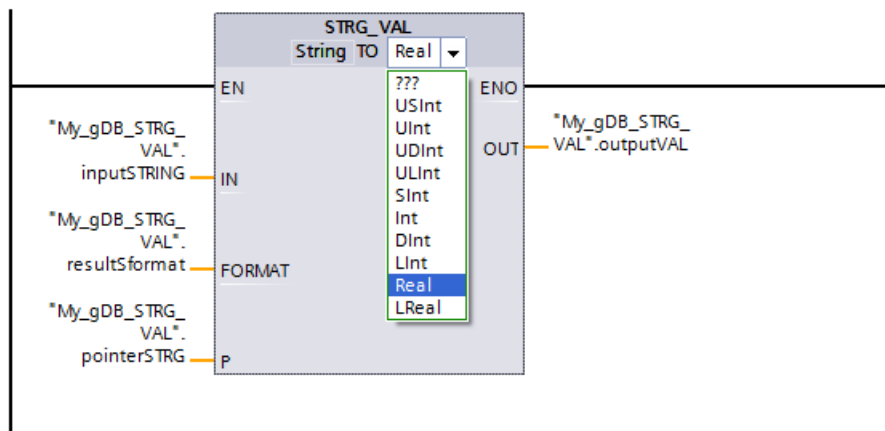 STRG_VAL
String TO Real
EN
ENO
???
USInt
UInt
UDInt
ULInt
SInt
Int
DInt
LInt
Real
LReal
"My_gDB_STRG_
VAL".
inputSTRING
IN
"My_gDB_STRG_
VAL".
resultSformat
FORMAT
"My_gDB_STRG_
VAL".
pointerSTRG
P
OUT
"My_gDB_STRG_
VAL".outputVAL